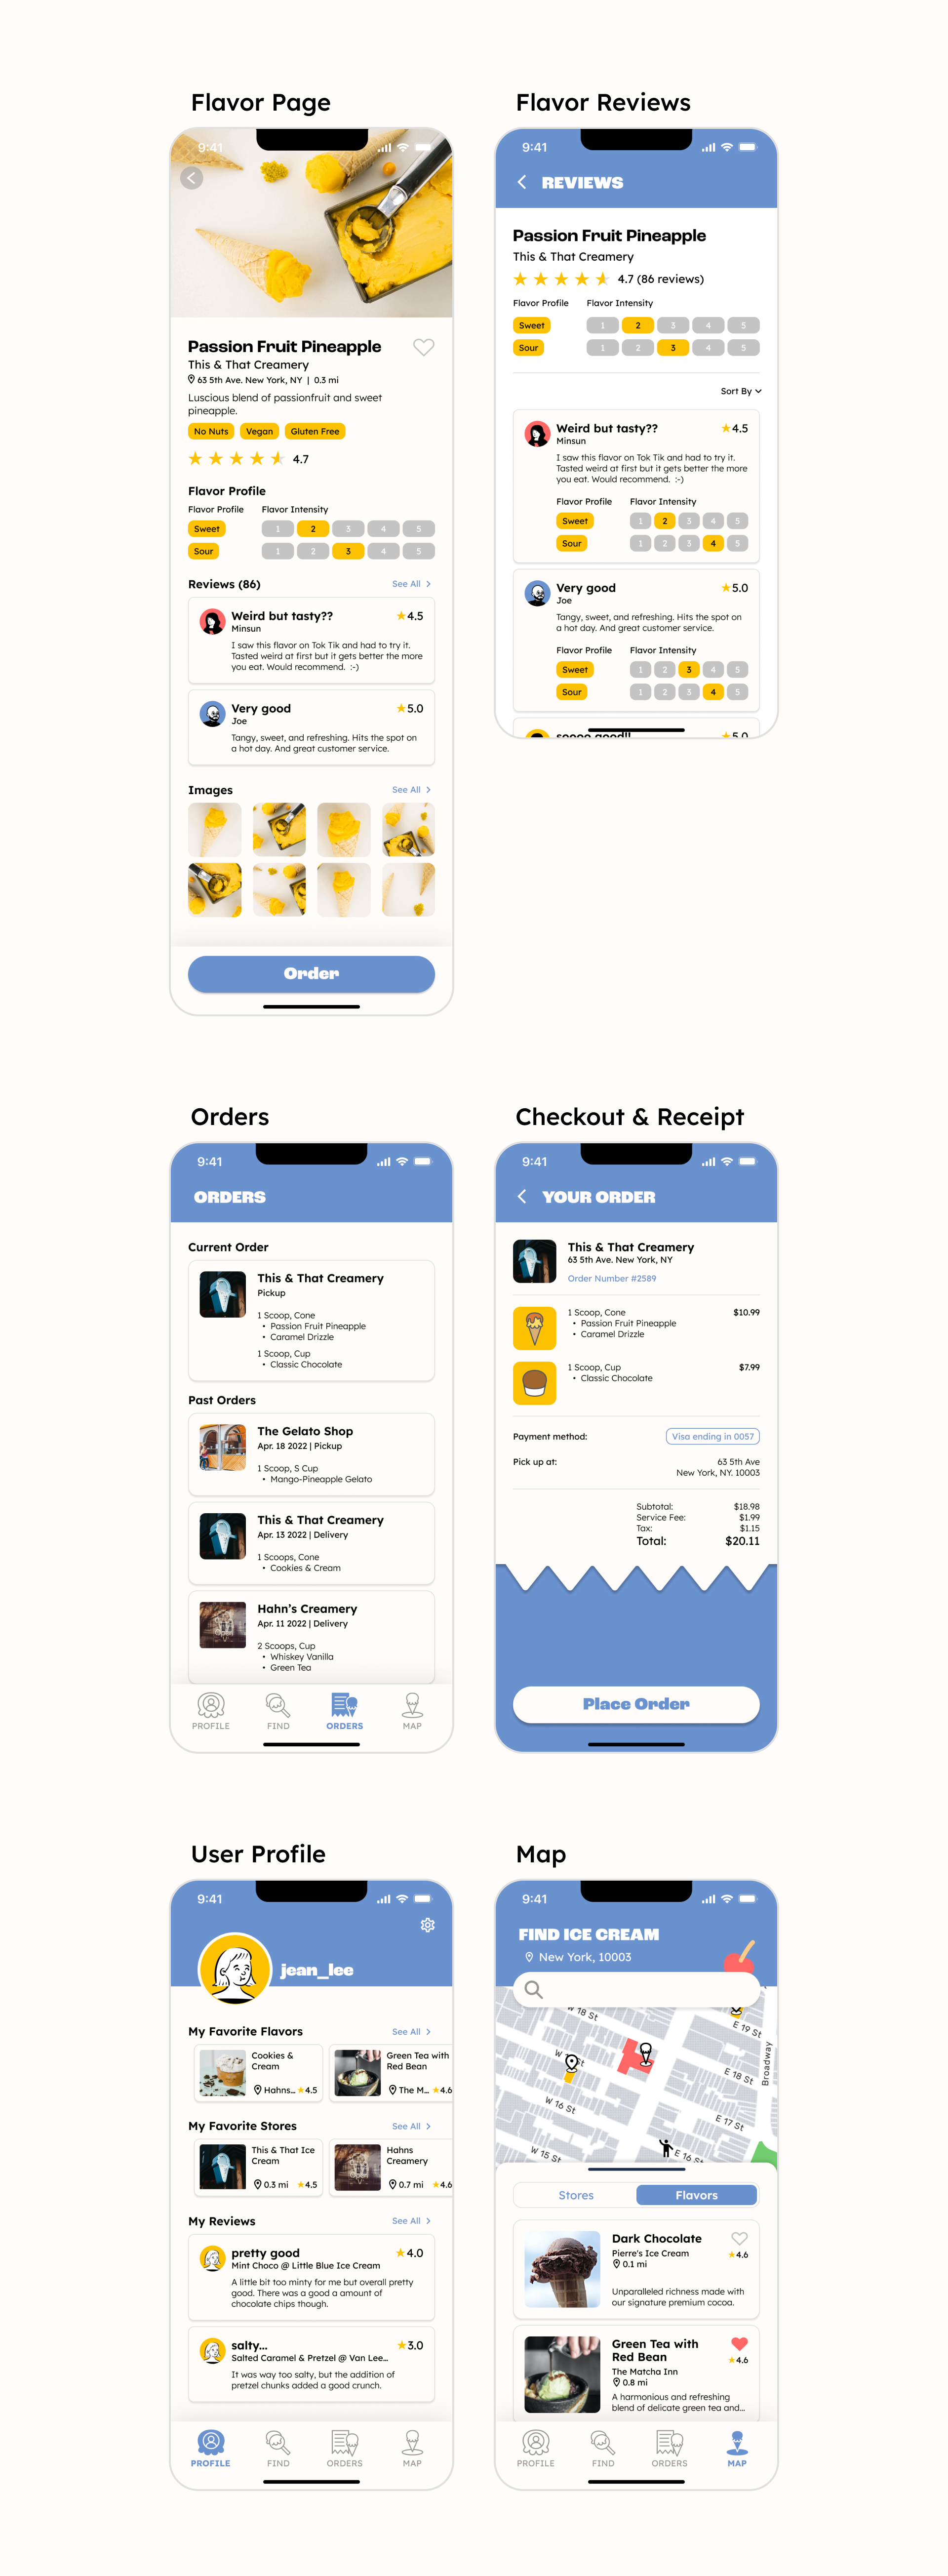 Flavor Page
9:41
Passion Fruit Pineapple
This & That Creamery
63 5th Ave. New York, NY | 0.3 mi
Luscious blend of passionfruit and sweet
pineapple.
No Nuts Vegan Gluten Free
4.7
Flavor Profile
Flavor Profile Flavor Intensity
Sweet 1 2 3 4 5
Sour 1 2 3 4 5
Reviews (86) See All
Weird but tasty?? 4.5
Minsun
I saw this flavor on Tok Tik and had to try it.
Tasted weird at first but it gets better the more
you eat. Would recommend. :-)
Very good 5.0
Joe
Tangy, sweet, and refreshing. Hits the spot on
a hot day. And great customer service.
Images See All
Order
Flavor Reviews
9:41
REVIEWS
Passion Fruit Pineapple
This & That Creamery
4.7 (86 reviews)
Flavor Profile Flavor Intensity
Sweet 1 2 3 4 5
Sour 1 2 3 4 5
Sort By
Weird but tasty?? 4.5
Minsun
I saw this flavor on Tok Tik and had to try it.
Tasted weird at first but it gets better the more
you eat. Would recommend. :-)
Flavor Profile Flavor Intensity
Sweet 1 2 3 4 5
Sour 1 2 3 4 5
Very good 5.0
Joe
Tangy, sweet, and refreshing. Hits the spot on
a hot day. And great customer service.
Flavor Profile Flavor Intensity
Sweet 1 2 3 4 5
Sour 1 2 3 4 5
soooo good!! 5.0
Orders
9:41
ORDERS
Current Order
This & That Creamery
Pickup
1 Scoop, Cone
• Passion Fruit Pineapple
• Caramel Drizzle
1 Scoop, Cup
• Classic Chocolate
Past Orders
The Gelato Shop
Apr. 18 2022 | Pickup
1 Scoop, S Cup
• Mango-Pineapple Gelato
This & That Creamery
Apr. 13 2022 | Delivery
1 Scoops, Cone
• Cookies & Cream
Hahn's Creamery
Apr. 11 2022 | Delivery
2 Scoops, Cup
• Whiskey Vanilla
• Green Tea
PROFILE FIND ORDERS MAP
Checkout & Receipt
9:41
YOUR ORDER
This & That Creamery
63 5th Ave. New York, NY
Order Number #2589
1 Scoop, Cone $10.99
• Passion Fruit Pineapple
• Caramel Drizzle
1 Scoop, Cup $7.99
• Classic Chocolate
Payment method: Visa ending in 0057
Pick up at: 63 5th Ave
New York, NY. 10003
Subtotal: $18.98
Service Fee: $1.99
Tax: $1.15
Total: $20.11
Place Order
User Profile
9:41
jean_lee
My Favorite Flavors See All
Cookies &
Cream
Hahns... 4.5
Green Tea with
Red Bean
The M... 4.6
My Favorite Stores See All
This & That Ice
Cream
0.3 mi 4.5
Hahns
Creamery
0.7 mi 4.6
My Reviews See All
pretty good 4.0
Mint Choco @ Little Blue Ice Cream
A little bit too minty for me but overall pretty
good. There was a good a amount of
chocolate chips though.
salty... 3.0
Salted Caramel & Pretzel @ Van Lee...
It was way too salty, but the addition of
pretzel chunks added a good crunch.
PROFILE FIND ORDERS MAP
Map
9:41
FIND ICE CREAM
New York, 10003
W 18 St
E 19 St
Broadway
E 18 St
W 16 St
E 17 St
W 15 St
E 16 St
Stores Flavors
Dark Chocolate
Pierre's Ice Cream 4.6
0.1 mi
Unparalleled richness made with
our signature premium cocoa.
Green Tea with
Red Bean 4.6
The Matcha Inn
0.8 mi
A harmonious and refreshing
blend of delicate green tea and...
PROFILE FIND ORDERS MAP